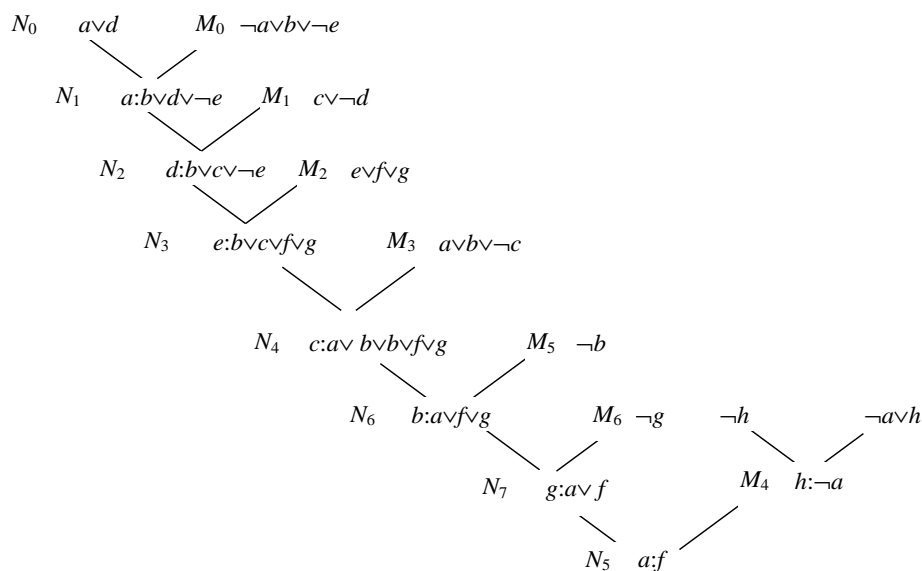 N₀ a∨d M₀ ¬a∨b∨¬e
N₁ a:b∨d∨¬e M₁ c∨¬d
N₂ d:b∨c∨¬e M₂ e∨f∨g
N₃ e:b∨c∨f∨g M₃ a∨b∨¬c
N₄ c:a∨ b∨b∨f∨g M₅ ¬b
N₆ b:a∨f∨g M₆ ¬g ¬h ¬a∨h
N₇ g:a∨ f M₄ h:¬a
N₅ a:f